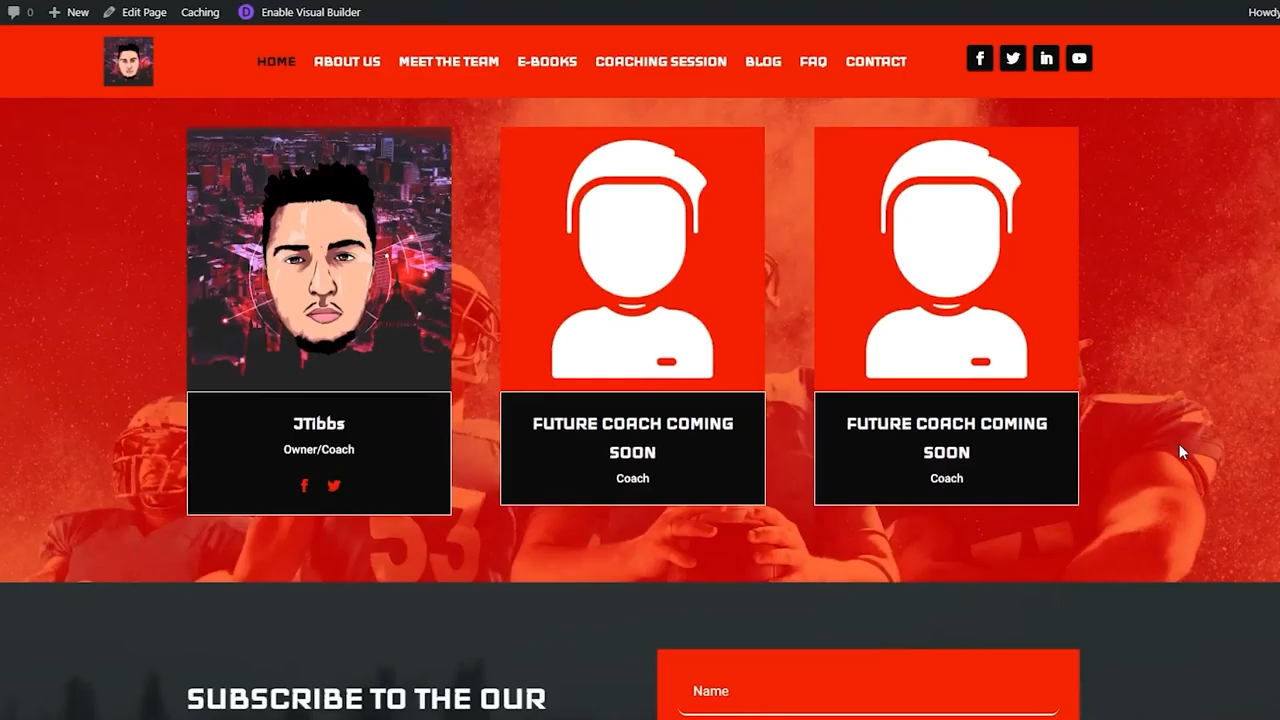 0 New Edit Page Caching Enable Visual Builder Howdy
HOME ABOUT US MEET THE TEAM E-BOOKS COACHING SESSION BLOG FAQ CONTACT
JTibbs
Owner/Coach
FUTURE COACH COMING
SOON
Coach
FUTURE COACH COMING
SOON
Coach
53
SUBSCRIBE TO THE OUR
Name